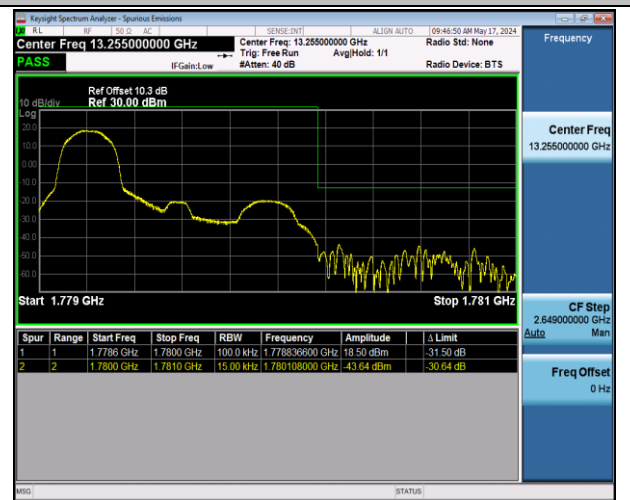 Keysight Spectrum Analyzer - Spurious Emissions
RL RF 50 Ω AC SENSE:INT ALIGN AUTO 09:46:50 AM May 17, 2024
Center Freq 13.255000000 GHz
Center Freq: 13.255000000 GHz
Radio Std: None
Trig: Free Run Avg|Hold: 1/1
PASS
IFGain:Low
#Atten: 40 dB
Radio Device: BTS
Ref Offset 10.3 dB
10 dB/div Ref 30.00 dBm
Log
20.0
10.0
0.00
-10.0
-20.0
-30.0
-40.0
-50.0
-60.0
Start 1.779 GHz
Stop 1.781 GHz
Spur Range Start Freq Stop Freq RBW Frequency Amplitude Δ Limit
1 1 1.7786 GHz 1.7800 GHz 100.0 kHz 1.778836600 GHz 18.50 dBm -31.50 dB
2 2 1.7800 GHz 1.7810 GHz 15.00 kHz 1.780108000 GHz -43.64 dBm -30.64 dB
Frequency
Center Freq
13.255000000 GHz
CF Step
2.649000000 GHz
Auto Man
Freq Offset
0 Hz
MSG
STATUS